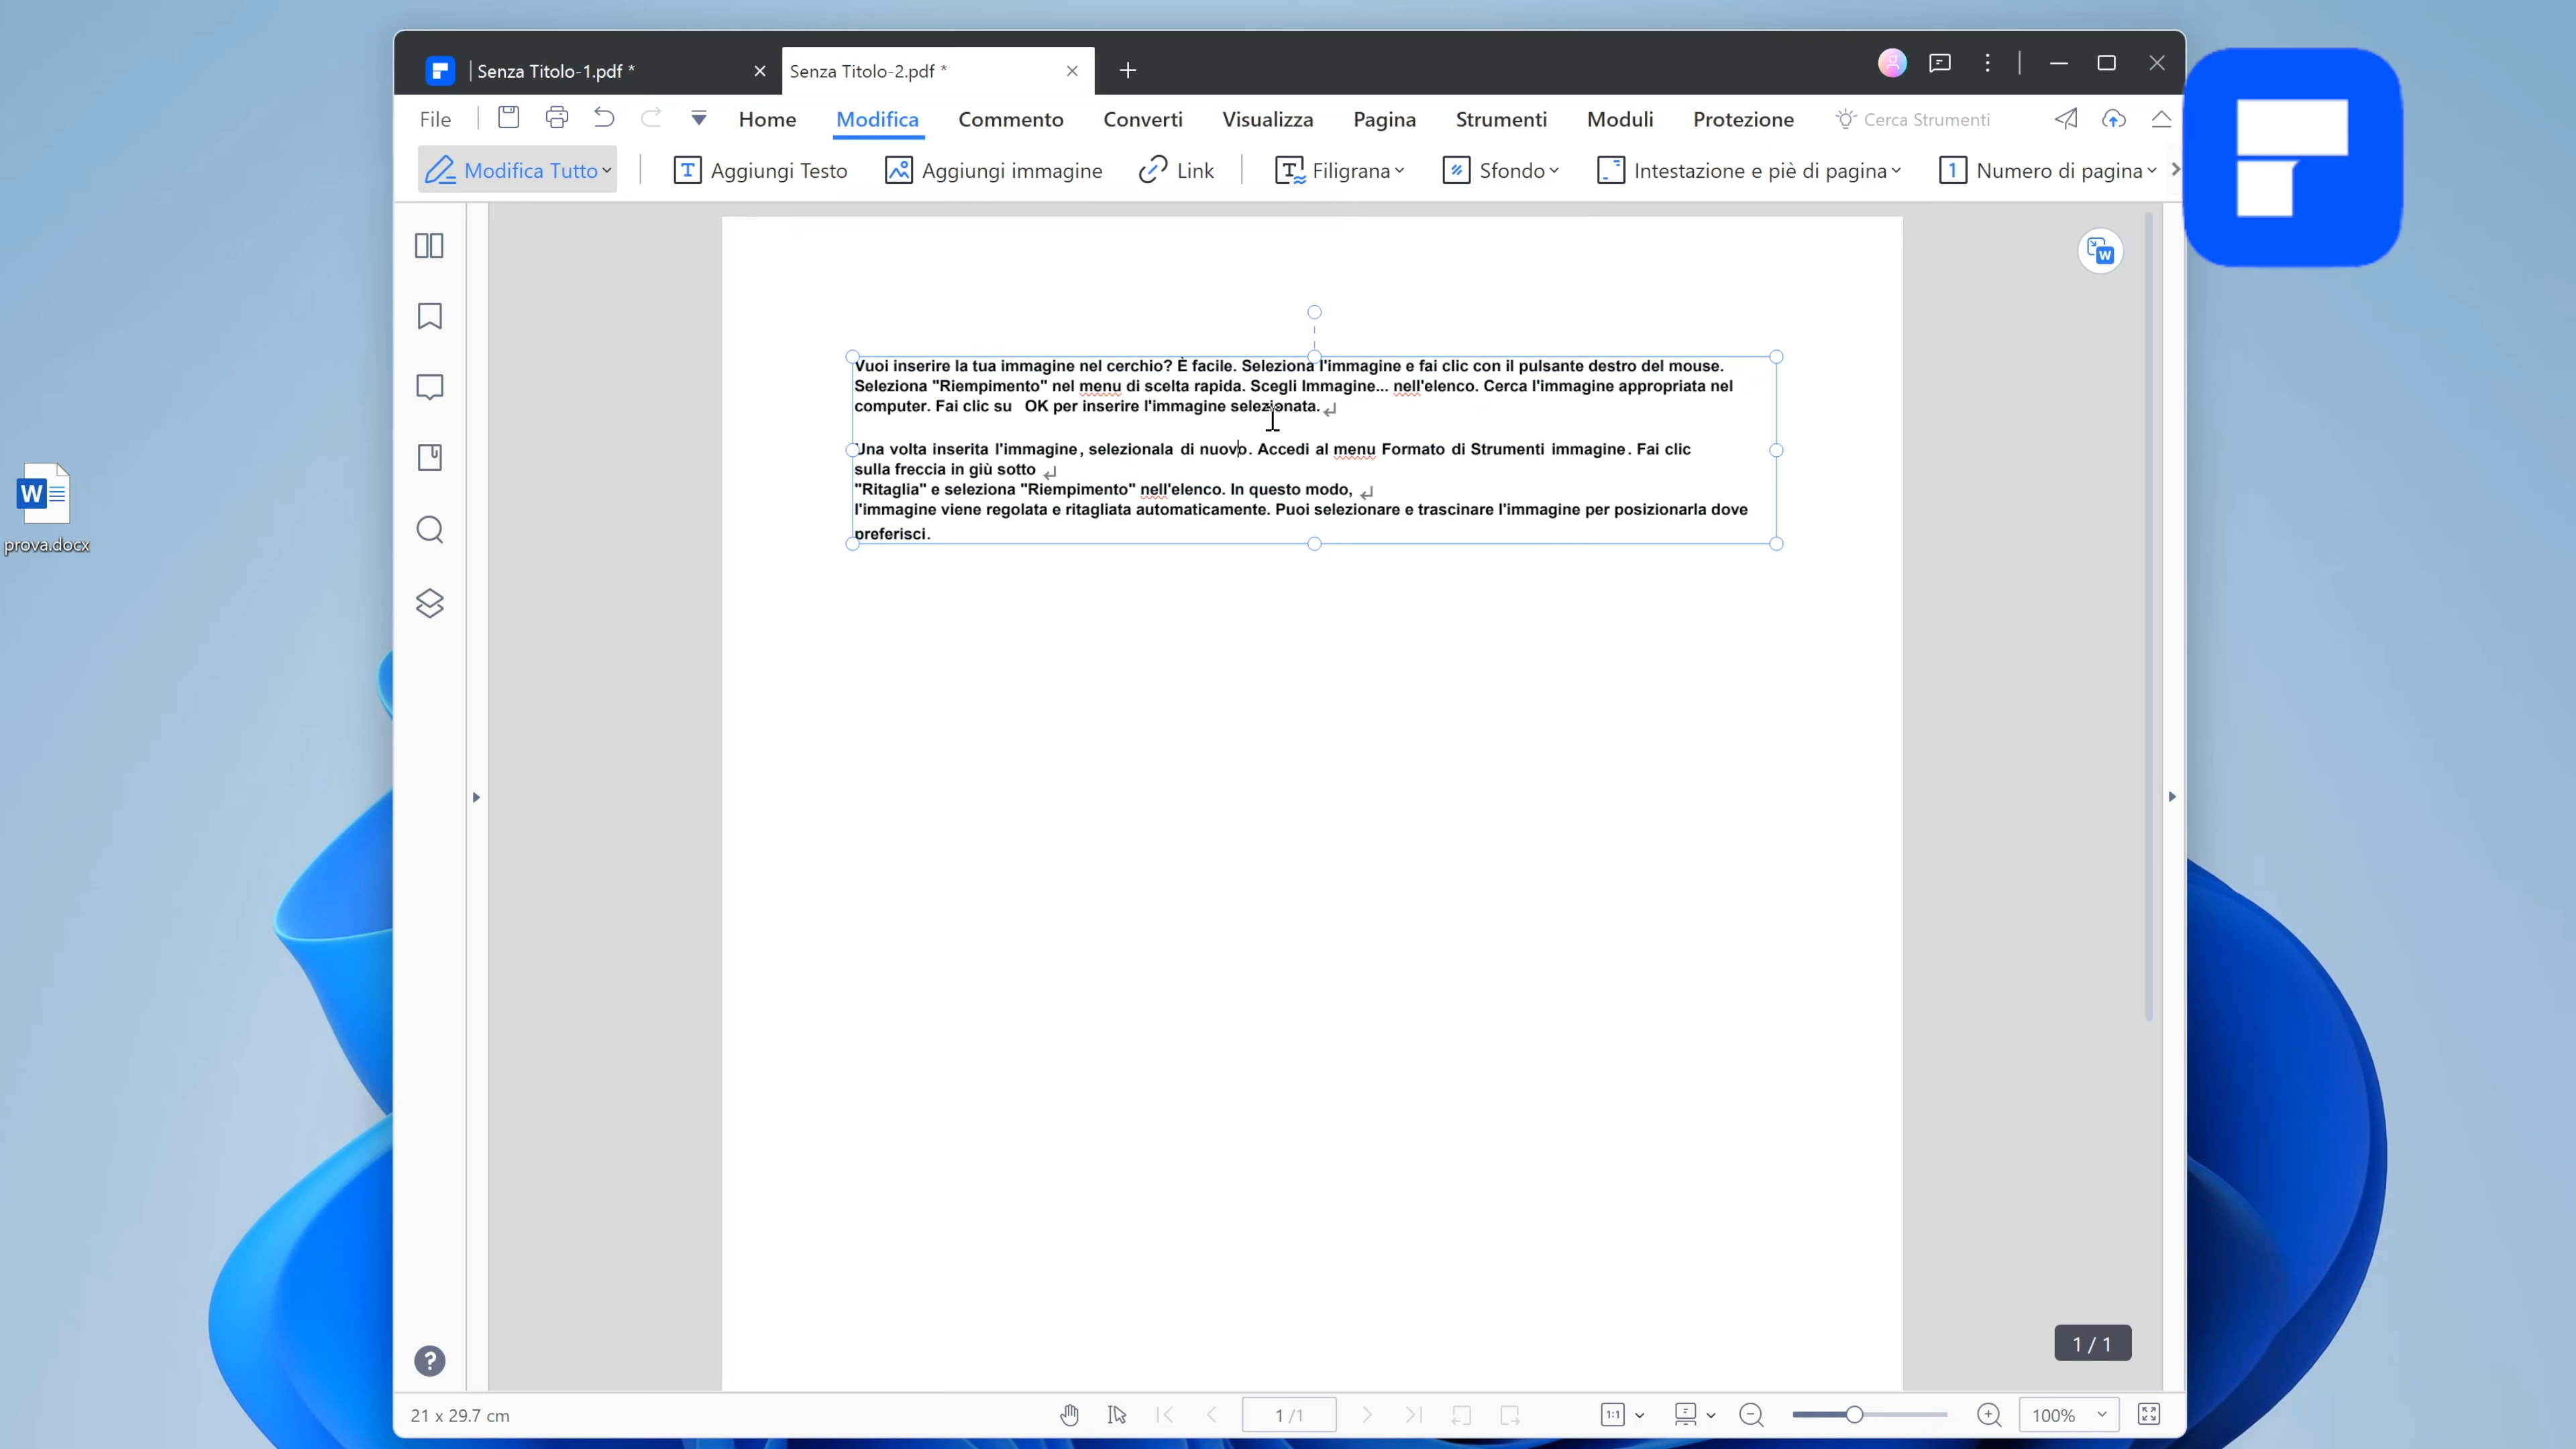 Senza Titolo-1.pdf *
Senza Titolo-2.pdf *
File
Home
Modifica
Commento
Converti
Visualizza
Pagina
Strumenti
Moduli
Protezione
Cerca Strumenti
Modifica Tutto
Aggiungi Testo
Aggiungi immagine
Link
Filigrana
Sfondo
Intestazione e piè di pagina
Numero di pagina
Vuoi inserire la tua immagine nel cerchio? È facile. Seleziona l'immagine e fai clic con il pulsante destro del mouse.
Seleziona "Riempimento" nel menu di scelta rapida. Scegli Immagine... nell'elenco. Cerca l'immagine appropriata nel
computer. Fai clic su OK per inserire l'immagine selezionata.
Una volta inserita l'immagine, selezionala di nuovo. Accedi al menu Formato di Strumenti immagine. Fai clic
sulla freccia in giù sotto
"Ritaglia" e seleziona "Riempimento" nell'elenco. In questo modo,
l'immagine viene regolata e ritagliata automaticamente. Puoi selezionare e trascinare l'immagine per posizionarla dove
preferisci.
W
prova.docx
1 / 1
21 x 29.7 cm
1 /1
1:1
100%